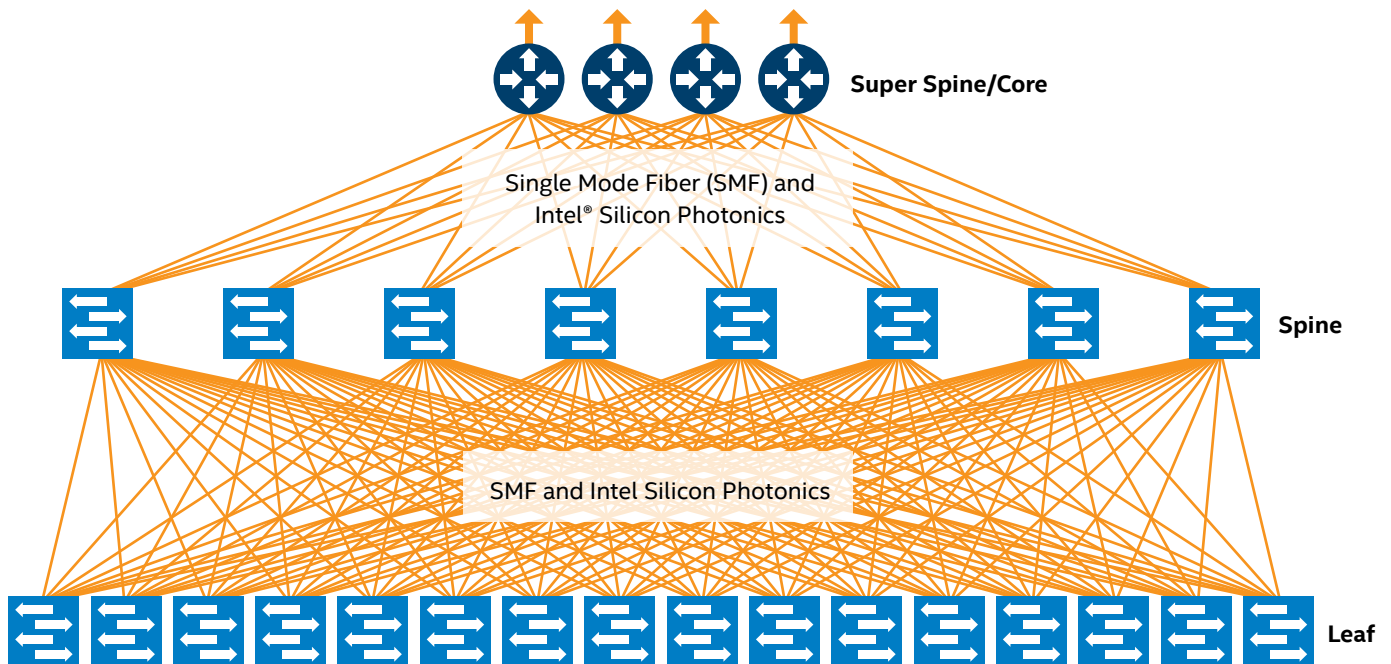 Super Spine/Core
Single Mode Fiber (SMF) and
Intel® Silicon Photonics
Spine
SMF and Intel Silicon Photonics
Leaf